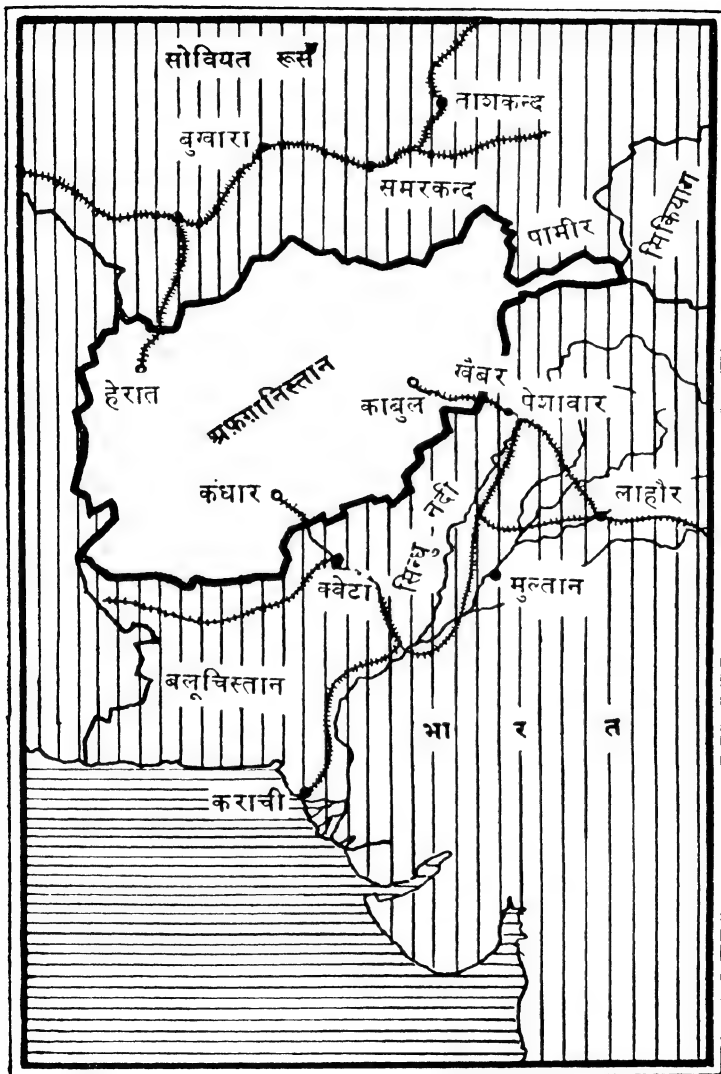 सोवियत रूस
ताशकन्द
बुखारा
समरकन्द
पामीर
सिकियांग
हेरात
अफ़ग़ानिस्तान
खैबर
काबुल
पेशावार
कंधार
लाहौर
सिन्धु - नदी
क्वेटा
मुल्तान
बलूचिस्तान
भा र त
कराची